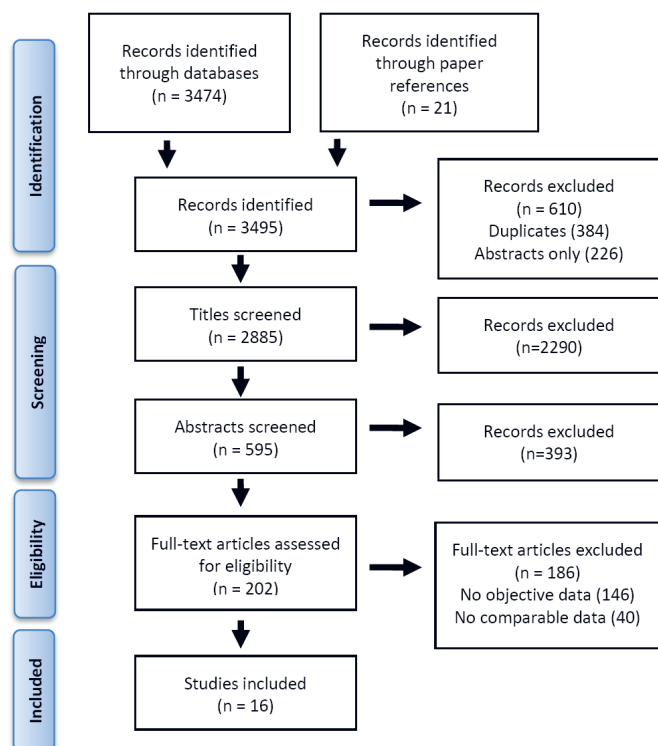 Identification
Records identified
through databases
(n = 3474)
Records identified
through paper
references
(n = 21)
Records identified
(n = 3495)
Records excluded
(n = 610)
Duplicates (384)
Abstracts only (226)
Screening
Titles screened
(n = 2885)
Records excluded
(n=2290)
Abstracts screened
(n = 595)
Records excluded
(n=393)
Eligibility
Full-text articles assessed
for eligibility
(n = 202)
Full-text articles excluded
(n = 186)
No objective data (146)
No comparable data (40)
Included
Studies included
(n = 16)